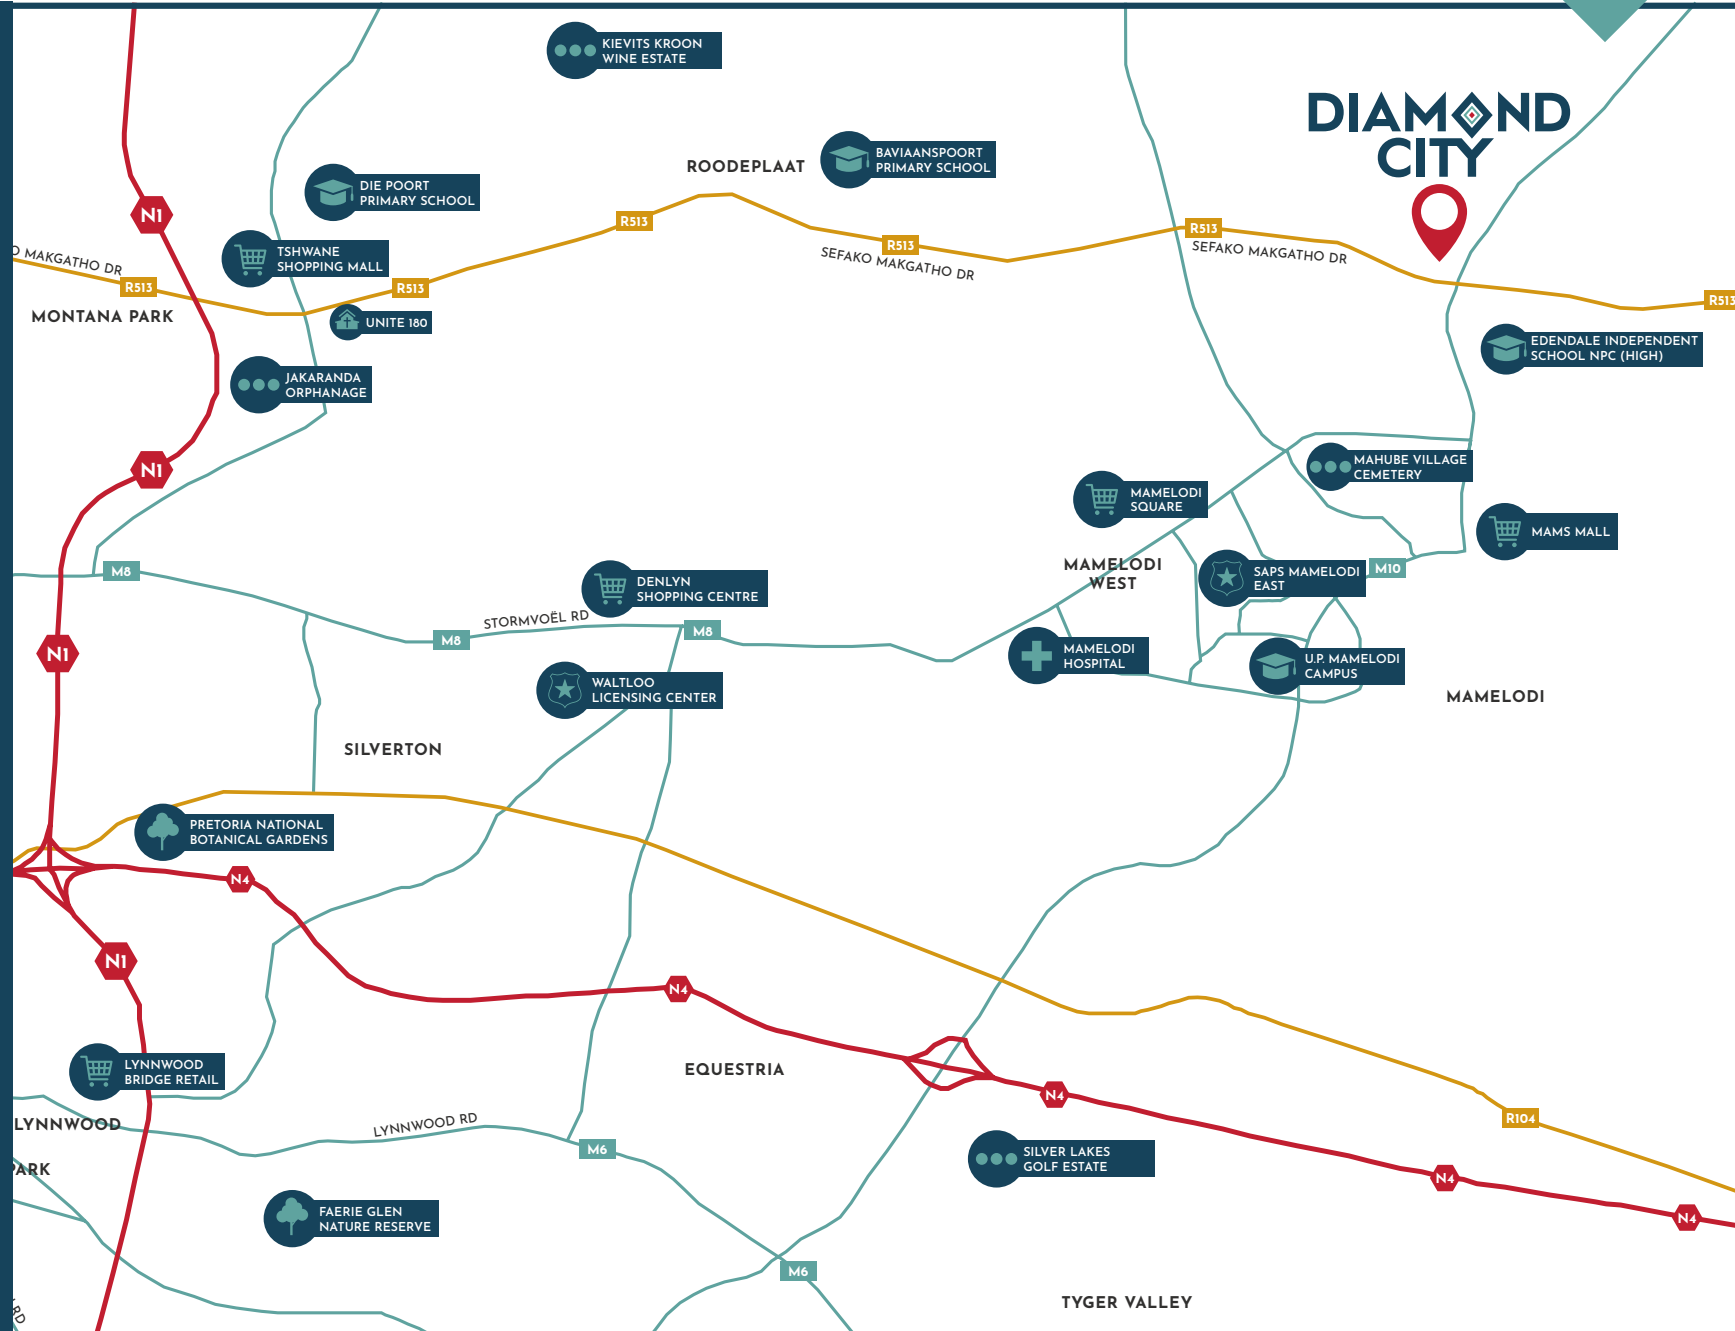 KIEVITS KROON
WINE ESTATE
DIAMOND
CITY
ROODEPLAAT
BAVIAANSPOORT
PRIMARY SCHOOL
DIE POORT
PRIMARY SCHOOL
N1
R513
R513
R513
SEFAKO MAKGATHO DR
SEFAKO MAKGATHO DR
O MAKGATHO DR
TSHWANE
SHOPPING MALL
R513
R513
R513
MONTANA PARK
UNITE 180
EDENDALE INDEPENDENT
SCHOOL NPC (HIGH)
JAKARANDA
ORPHANAGE
N1
MAHUBE VILLAGE
CEMETERY
MAMELODI
SQUARE
MAMS MALL
MAMELODI
WEST
SAPS MAMELODI
EAST
M10
M8
DENLYN
SHOPPING CENTRE
STORMVOËL RD
M8
M8
N1
MAMELODI
HOSPITAL
U.P. MAMELODI
CAMPUS
WALTLOO
LICENSING CENTER
MAMELODI
SILVERTON
PRETORIA NATIONAL
BOTANICAL GARDENS
N4
N1
N4
LYNNWOOD
BRIDGE RETAIL
EQUESTRIA
N4
R104
LYNNWOOD
LYNNWOOD RD
M6
SILVER LAKES
GOLF ESTATE
PARK
N4
FAERIE GLEN
NATURE RESERVE
N4
M6
TYGER VALLEY
RD